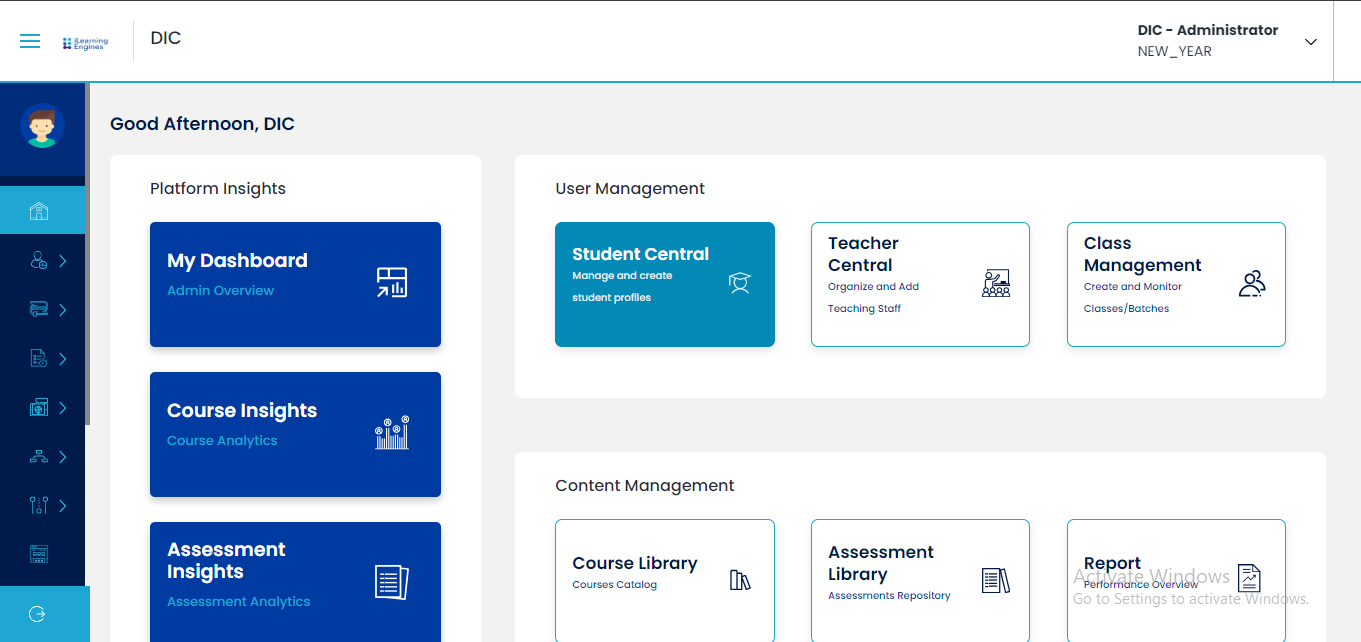 iLearning
Engines
DIC
DIC - Administrator
NEW_YEAR
Good Afternoon, DIC
Platform Insights
My Dashboard
Admin Overview
Course Insights
Course Analytics
Assessment
Insights
Assessment Analytics
User Management
Student Central
Manage and create
student profiles
Teacher
Central
Organize and Add
Teaching Staff
Class
Management
Create and Monitor
Classes/Batches
Content Management
Course Library
Courses Catalog
Assessment
Library
Assessments Repository
Report
Performance Overview
Activate Windows
Go to Settings to activate Windows.